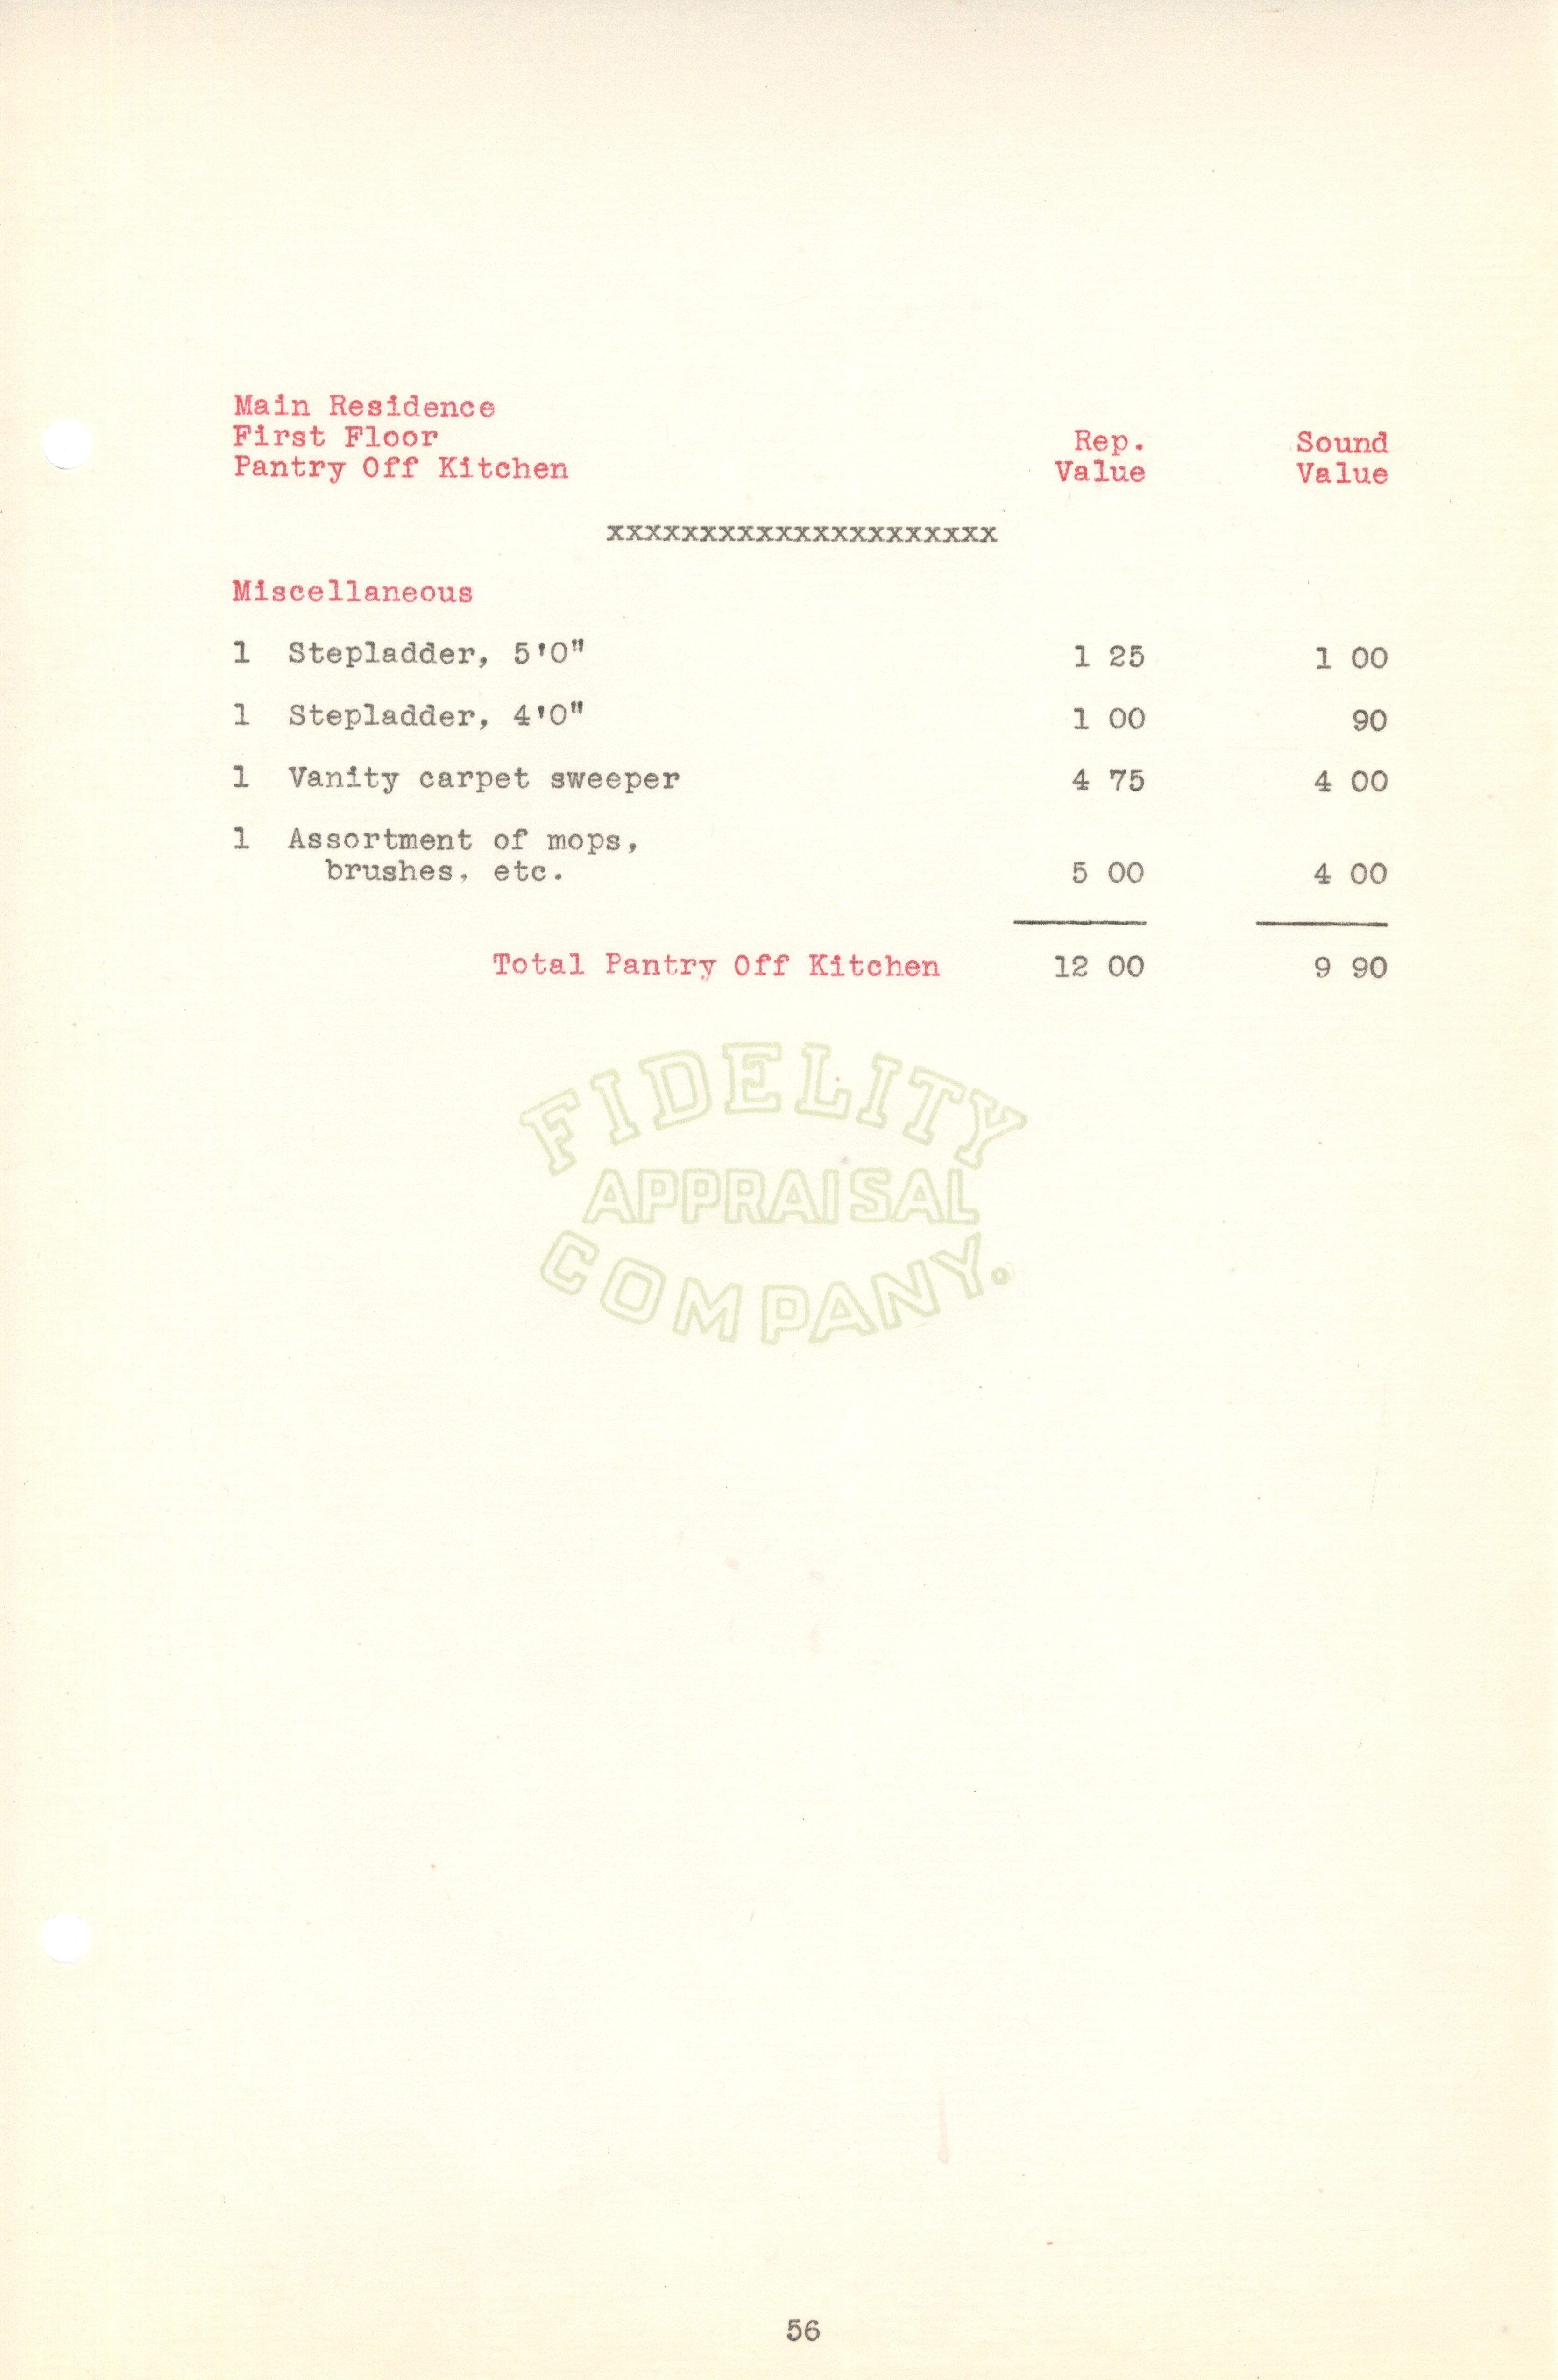 Main Residence
First Floor
Pantry Off Kitchen
Rep. Value
Sound Value
xxxxxxxxxxxxxxxxxxxxx
Miscellaneous
1 Stepladder, 5'0" 1 25 1 00
1 Stepladder, 4'0" 1 00 90
1 Vanity carpet sweeper 4 75 4 00
1 Assortment of mops,
brushes, etc. 5 00 4 00
Total Pantry Off Kitchen 12 00 9 90
FIDELITY
APPRAISAL
COMPANY.
56